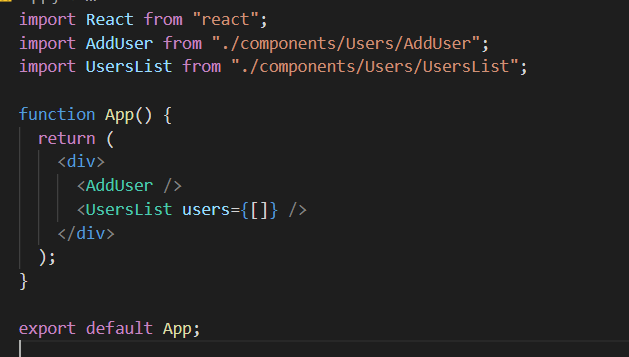 import React from "react";
import AddUser from "./components/Users/AddUser";
import UsersList from "./components/Users/UsersList";

function App() {
  return (
    <div>
      <AddUser />
      <UsersList users={[]} />
    </div>
  );
}

export default App;